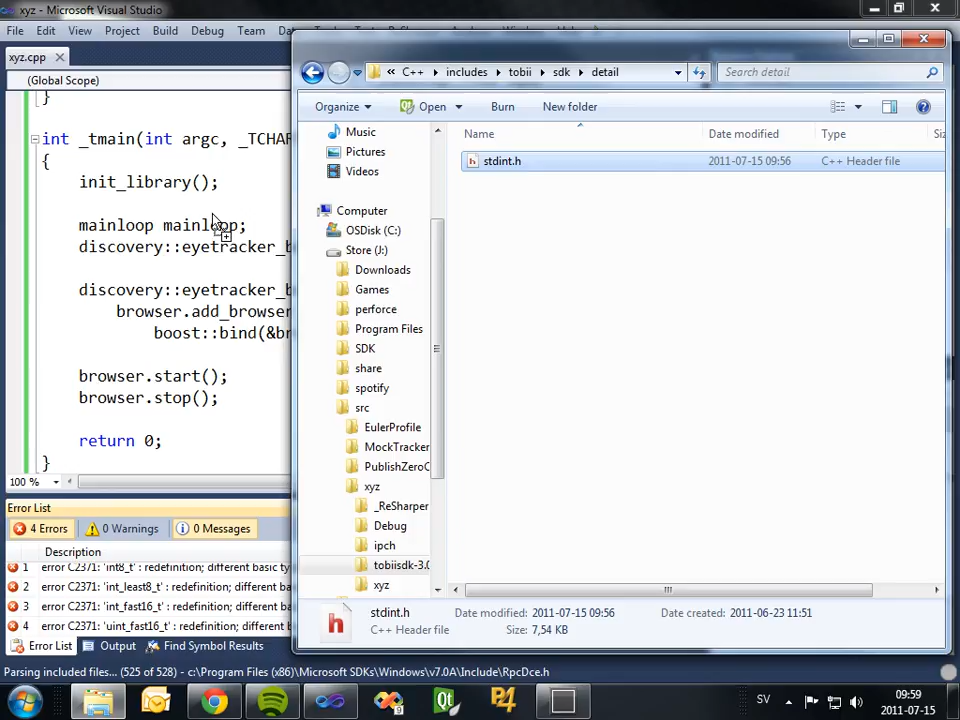 xyz - Microsoft Visual Studio
File Edit View Project Build Debug Team
xyz.cpp
(Global Scope)
}
int _tmain(int argc, _TCHAR
{
init_library();
mainloop mainloop;
discovery::eyetracker_b
discovery::eyetracker_b
browser.add_browser
boost::bind(&br
browser.start();
browser.stop();
return 0;
}
100 %
Error List
4 Errors 0 Warnings 0 Messages
Description
1 error C2371: 'int8_t' : redefinition; different basic typ
2 error C2371: 'int_least8_t' : redefinition; different bas
3 error C2371: 'int_fast16_t' : redefinition; different ba
4 error C2371: 'uint_fast16_t' : redefinition; different b
Error List Output Find Symbol Results
Parsing included files... (525 of 528) - c:\Program Files (x86)\Microsoft SDKs\Windows\v7.0A\Include\RpcDce.h
« C++ includes tobii sdk detail
Search detail
Organize Open Burn New folder
Music
Pictures
Videos
Computer
OSDisk (C:)
Store (J:)
Downloads
Games
perforce
Program Files
SDK
share
spotify
src
EulerProfile
MockTracker
PublishZeroC
xyz
_ReSharper
Debug
ipch
tobiisdk-3.0
xyz
Name Date modified Type Siz
stdint.h 2011-07-15 09:56 C++ Header file
stdint.h Date modified: 2011-07-15 09:56 Date created: 2011-06-23 11:51
C++ Header file Size: 7,54 KB
SV
09:59
2011-07-15